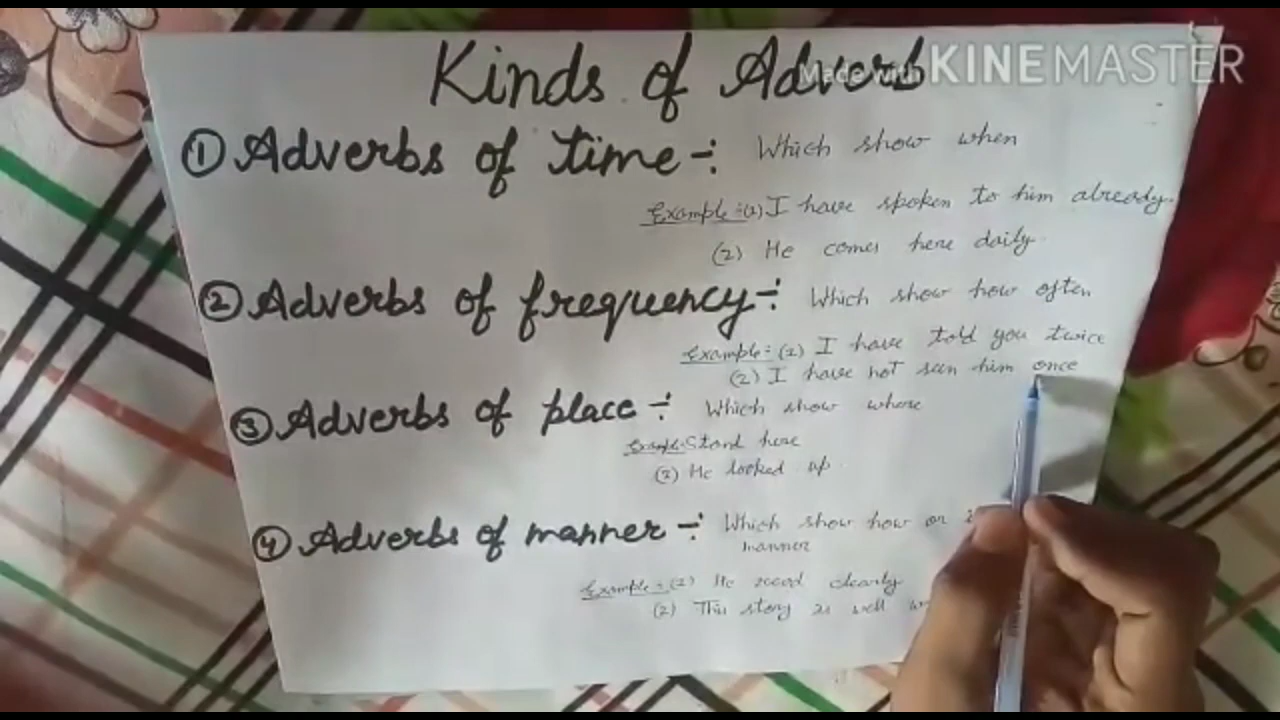 Kinds of Adverb
Made with KINEMASTER
① Adverbs of time -: Which show when
Example -: (1) I have spoken to him already.
(2) He comes here daily.
② Adverbs of frequency -: Which show how often
Example -: (1) I have told you twice
(2) I have not seen him once
③ Adverbs of place -: Which show where
Example - Stand here
(2) He looked up
④ Adverbs of manner -: Which show how or
manner
Example -: (1) He read clearly
(2) This story is well